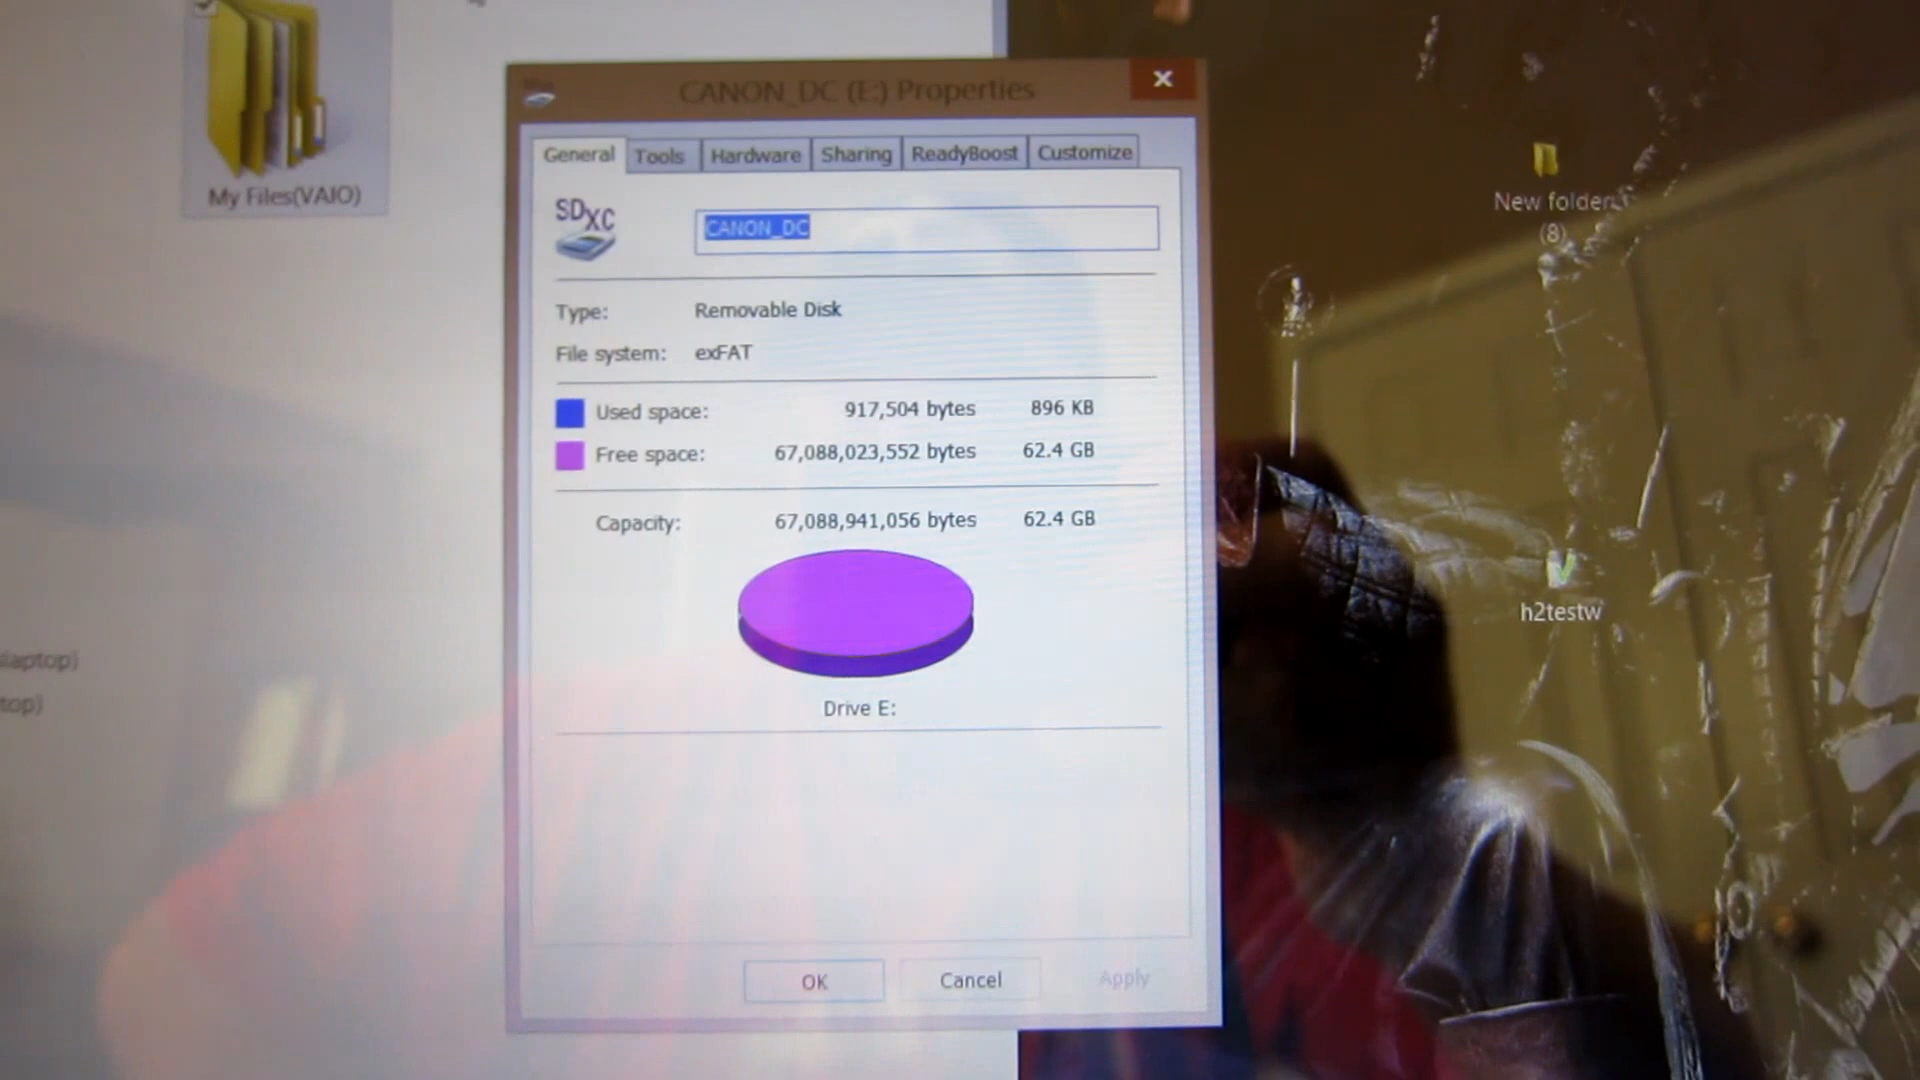 My Files(VAIO)
CANON_DC (E:) Properties
General Tools Hardware Sharing ReadyBoost Customize
SDXC
CANON_DC
Type: Removable Disk
File system: exFAT
Used space: 917,504 bytes 896 KB
Free space: 67,088,023,552 bytes 62.4 GB
Capacity: 67,088,941,056 bytes 62.4 GB
Drive E:
OK Cancel Apply
New folder
(8)
h2testw
laptop)
top)